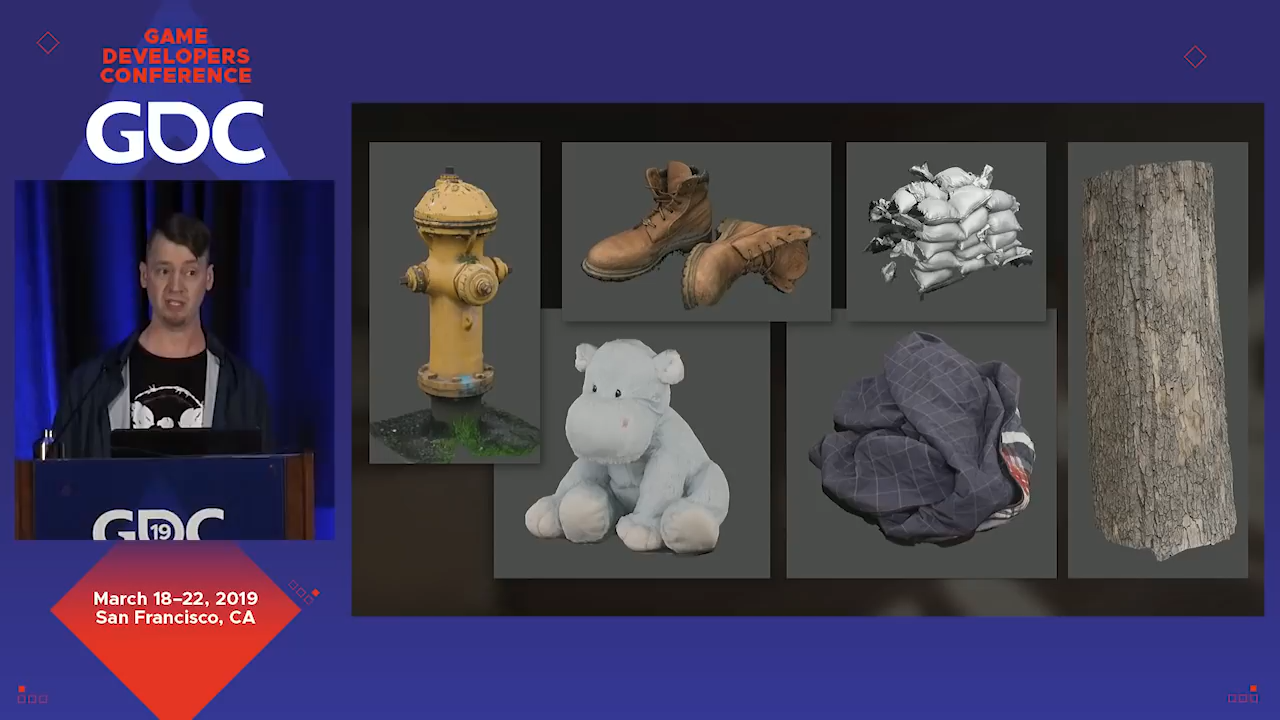 GAME
DEVELOPERS
CONFERENCE
GDC
GDC
19
March 18–22, 2019
San Francisco, CA